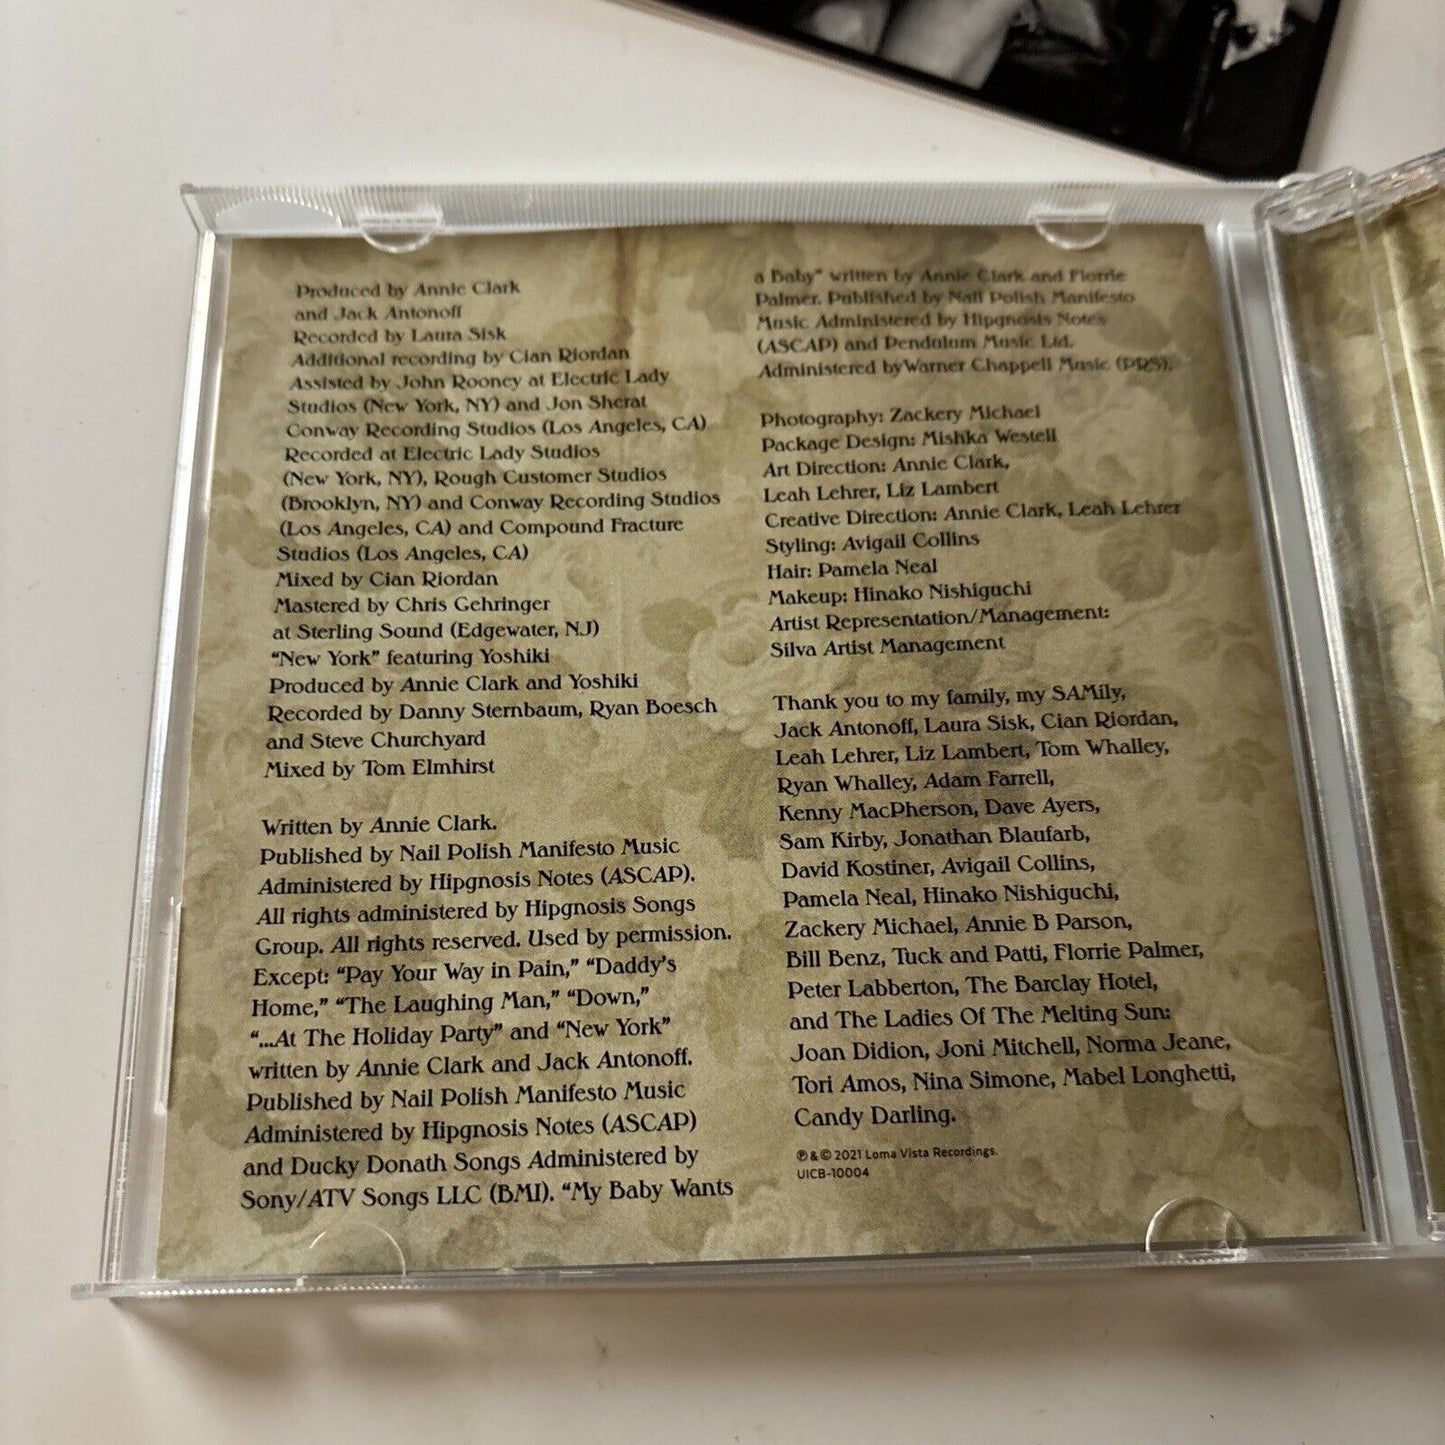 Produced by Annie Clark
and Jack Antonoff
Recorded by Laura Sisk
Additional recording by Cian Riordan
Assisted by John Rooney at Electric Lady
Studios (New York, NY) and Jon Sherat
Conway Recording Studios (Los Angeles, CA)
Recorded at Electric Lady Studios
(New York, NY), Rough Customer Studios
(Brooklyn, NY) and Conway Recording Studios
(Los Angeles, CA) and Compound Fracture
Studios (Los Angeles, CA)
Mixed by Cian Riordan
Mastered by Chris Gehringer
at Sterling Sound (Edgewater, NJ)
“New York” featuring Yoshiki
Produced by Annie Clark and Yoshiki
Recorded by Danny Sternbaum, Ryan Boesch
and Steve Churchyard
Mixed by Tom Elmhirst
Written by Annie Clark.
Published by Nail Polish Manifesto Music
Administered by Hipgnosis Notes (ASCAP).
All rights administered by Hipgnosis Songs
Group. All rights reserved. Used by permission.
Except: “Pay Your Way in Pain,” “Daddy’s
Home,” “The Laughing Man,” “Down,”
“...At The Holiday Party” and “New York”
written by Annie Clark and Jack Antonoff.
Published by Nail Polish Manifesto Music
Administered by Hipgnosis Notes (ASCAP)
and Ducky Donath Songs Administered by
Sony/ATV Songs LLC (BMI). “My Baby Wants
a Baby” written by Annie Clark and Florrie
Palmer. Published by Nail Polish Manifesto
Music Administered by Hipgnosis Notes
(ASCAP) and Pendulum Music Ltd.
Administered by Warner Chappell Music (PRS).
Photography: Zackery Michael
Package Design: Mishka Westell
Art Direction: Annie Clark,
Leah Lehrer, Liz Lambert
Creative Direction: Annie Clark, Leah Lehrer
Styling: Avigail Collins
Hair: Pamela Neal
Makeup: Hinako Nishiguchi
Artist Representation/Management:
Silva Artist Management
Thank you to my family, my SAMily,
Jack Antonoff, Laura Sisk, Cian Riordan,
Leah Lehrer, Liz Lambert, Tom Whalley,
Ryan Whalley, Adam Farrell,
Kenny MacPherson, Dave Ayers,
Sam Kirby, Jonathan Blaufarb,
David Kostiner, Avigail Collins,
Pamela Neal, Hinako Nishiguchi,
Zackery Michael, Annie B Parson,
Bill Benz, Tuck and Patti, Florrie Palmer,
Peter Labberton, The Barclay Hotel,
and The Ladies Of The Melting Sun:
Joan Didion, Joni Mitchell, Norma Jeane,
Tori Amos, Nina Simone, Mabel Longhetti,
Candy Darling.
℗ & © 2021 Loma Vista Recordings.
UICB-10004